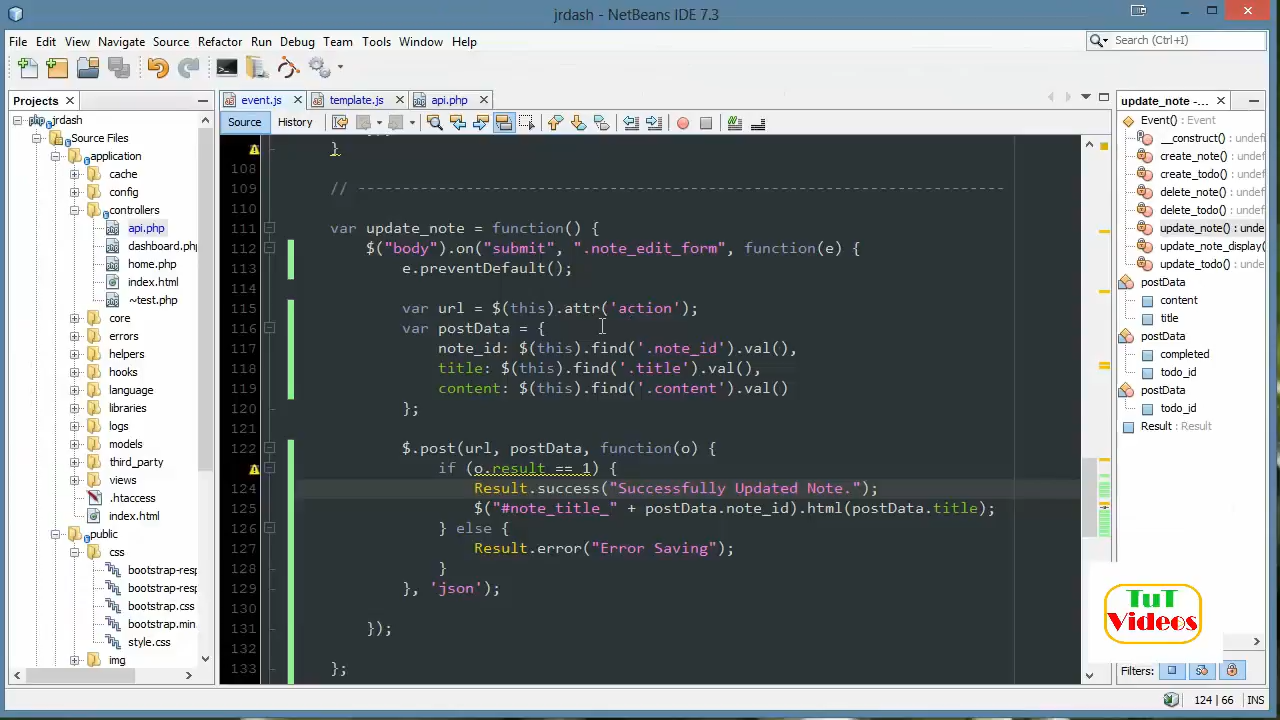 jrdash - NetBeans IDE 7.3
File Edit View Navigate Source Refactor Run Debug Team Tools Window Help
Search (Ctrl+I)
Projects
event.js template.js api.php
update_note - ...
Source History
jrdash
Source Files
application
cache
config
controllers
api.php
dashboard.php
home.php
index.html
~test.php
core
errors
helpers
hooks
language
libraries
logs
models
third_party
views
.htaccess
index.html
public
css
bootstrap-resp
bootstrap-resp
bootstrap.css
bootstrap.min
style.css
img
}
108
109 // ------------------------------------------------------------------------
110
111 var update_note = function() {
112 $("body").on("submit", ".note_edit_form", function(e) {
113 e.preventDefault();
114
115 var url = $(this).attr('action');
116 var postData = {
117 note_id: $(this).find('.note_id').val(),
118 title: $(this).find('.title').val(),
119 content: $(this).find('.content').val()
120 };
121
122 $.post(url, postData, function(o) {
if (o.result == 1) {
124 Result.success("Successfully Updated Note.");
125 $("#note_title_" + postData.note_id).html(postData.title);
126 } else {
127 Result.error("Error Saving");
128 }
129 }, 'json');
130
131 });
132
133 };
Event() : Event
__construct() : undefi
create_note() : undef
create_todo() : undef
delete_note() : undef
delete_todo() : undef
update_note() : unde
update_note_display(
update_todo() : undef
postData
content
title
postData
completed
todo_id
postData
todo_id
Result : Result
TuT
Videos
Filters:
124 | 66 INS